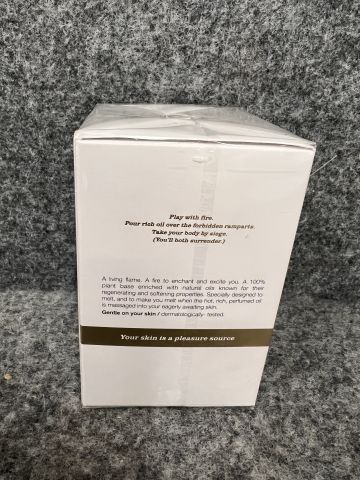 Play with fire.
Pour rich oil over the forbidden ramparts.
Take your body by siege.
(You'll both surrender.)
A living flame. A fire to enchant and excite you. A 100%
plant base enriched with natural oils known for their
regenerating and softening properties. Specially designed to
melt, and to make you melt when the hot, rich, perfumed oil
is massaged into your eagerly awaiting skin.
Gentle on your skin / dermatologically- tested.
Your skin is a pleasure source